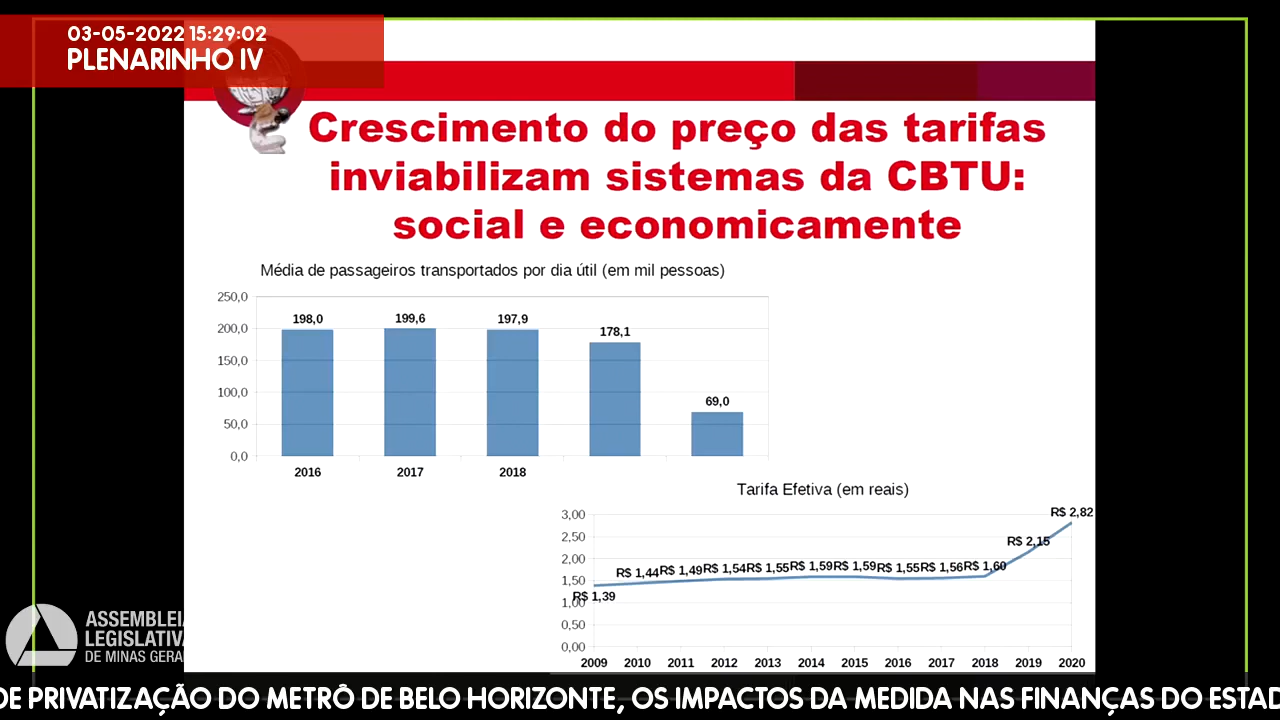 03-05-2022 15:29:02
PLENARINHO IV
Crescimento do preço das tarifas
inviabilizam sistemas da CBTU:
social e economicamente
Média de passageiros transportados por dia útil (em mil pessoas)
250,0
200,0
150,0
100,0
50,0
0,0
198,0
199,6
197,9
178,1
69,0
2016
2017
2018
Tarifa Efetiva (em reais)
3,00
2,50
2,00
1,50
1,00
0,50
0,00
R$ 1,39
R$ 1,44
R$ 1,49
R$ 1,54
R$ 1,55
R$ 1,59
R$ 1,59
R$ 1,55
R$ 1,56
R$ 1,60
R$ 2,15
R$ 2,82
2009 2010 2011 2012 2013 2014 2015 2016 2017 2018 2019 2020
ASSEMBLEIA
LEGISLATIVA
DE MINAS GERAI
DE PRIVATIZAÇÃO DO METRÔ DE BELO HORIZONTE, OS IMPACTOS DA MEDIDA NAS FINANÇAS DO ESTAD